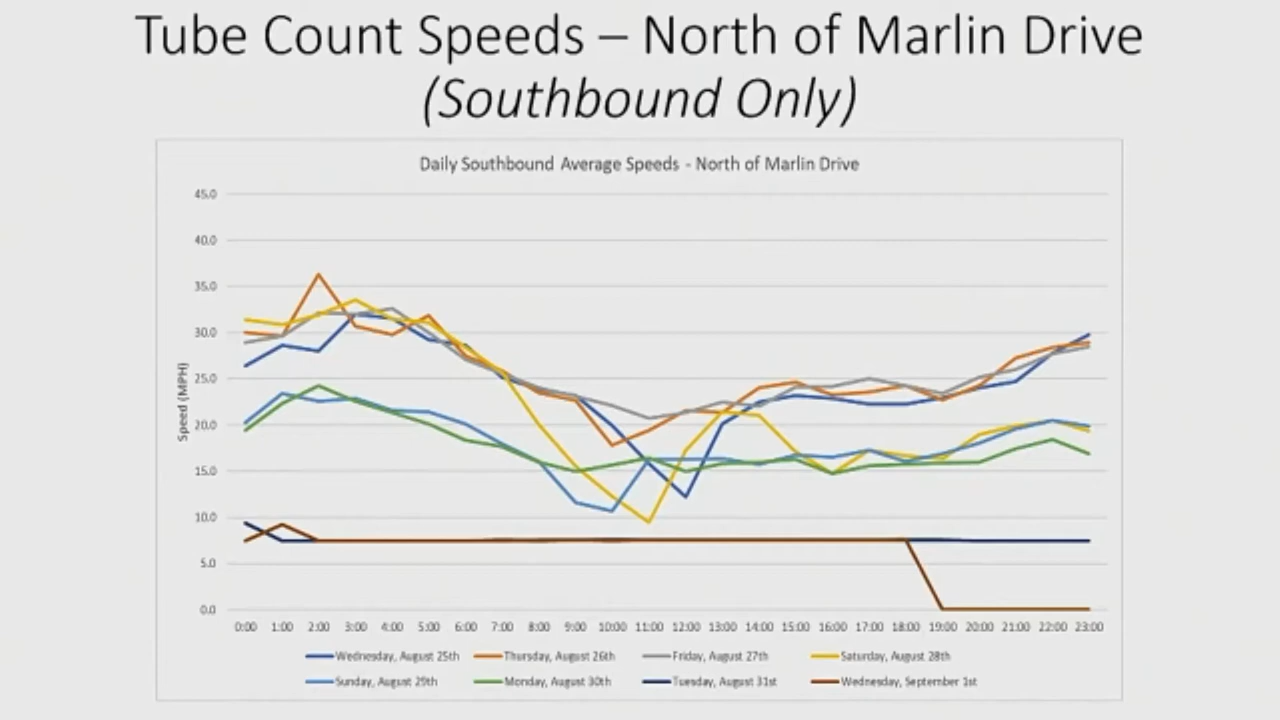 Tube Count Speeds – North of Marlin Drive
(Southbound Only)
Daily Southbound Average Speeds - North of Marlin Drive
45.0
40.0
35.0
30.0
25.0
20.0
15.0
10.0
5.0
0.0
Speed (MPH)
0:00 1:00 2:00 3:00 4:00 5:00 6:00 7:00 8:00 9:00 10:00 11:00 12:00 13:00 14:00 15:00 16:00 17:00 18:00 19:00 20:00 21:00 22:00 23:00
Wednesday, August 25th Thursday, August 26th Friday, August 27th Saturday, August 28th
Sunday, August 29th Monday, August 30th Tuesday, August 31st Wednesday, September 1st